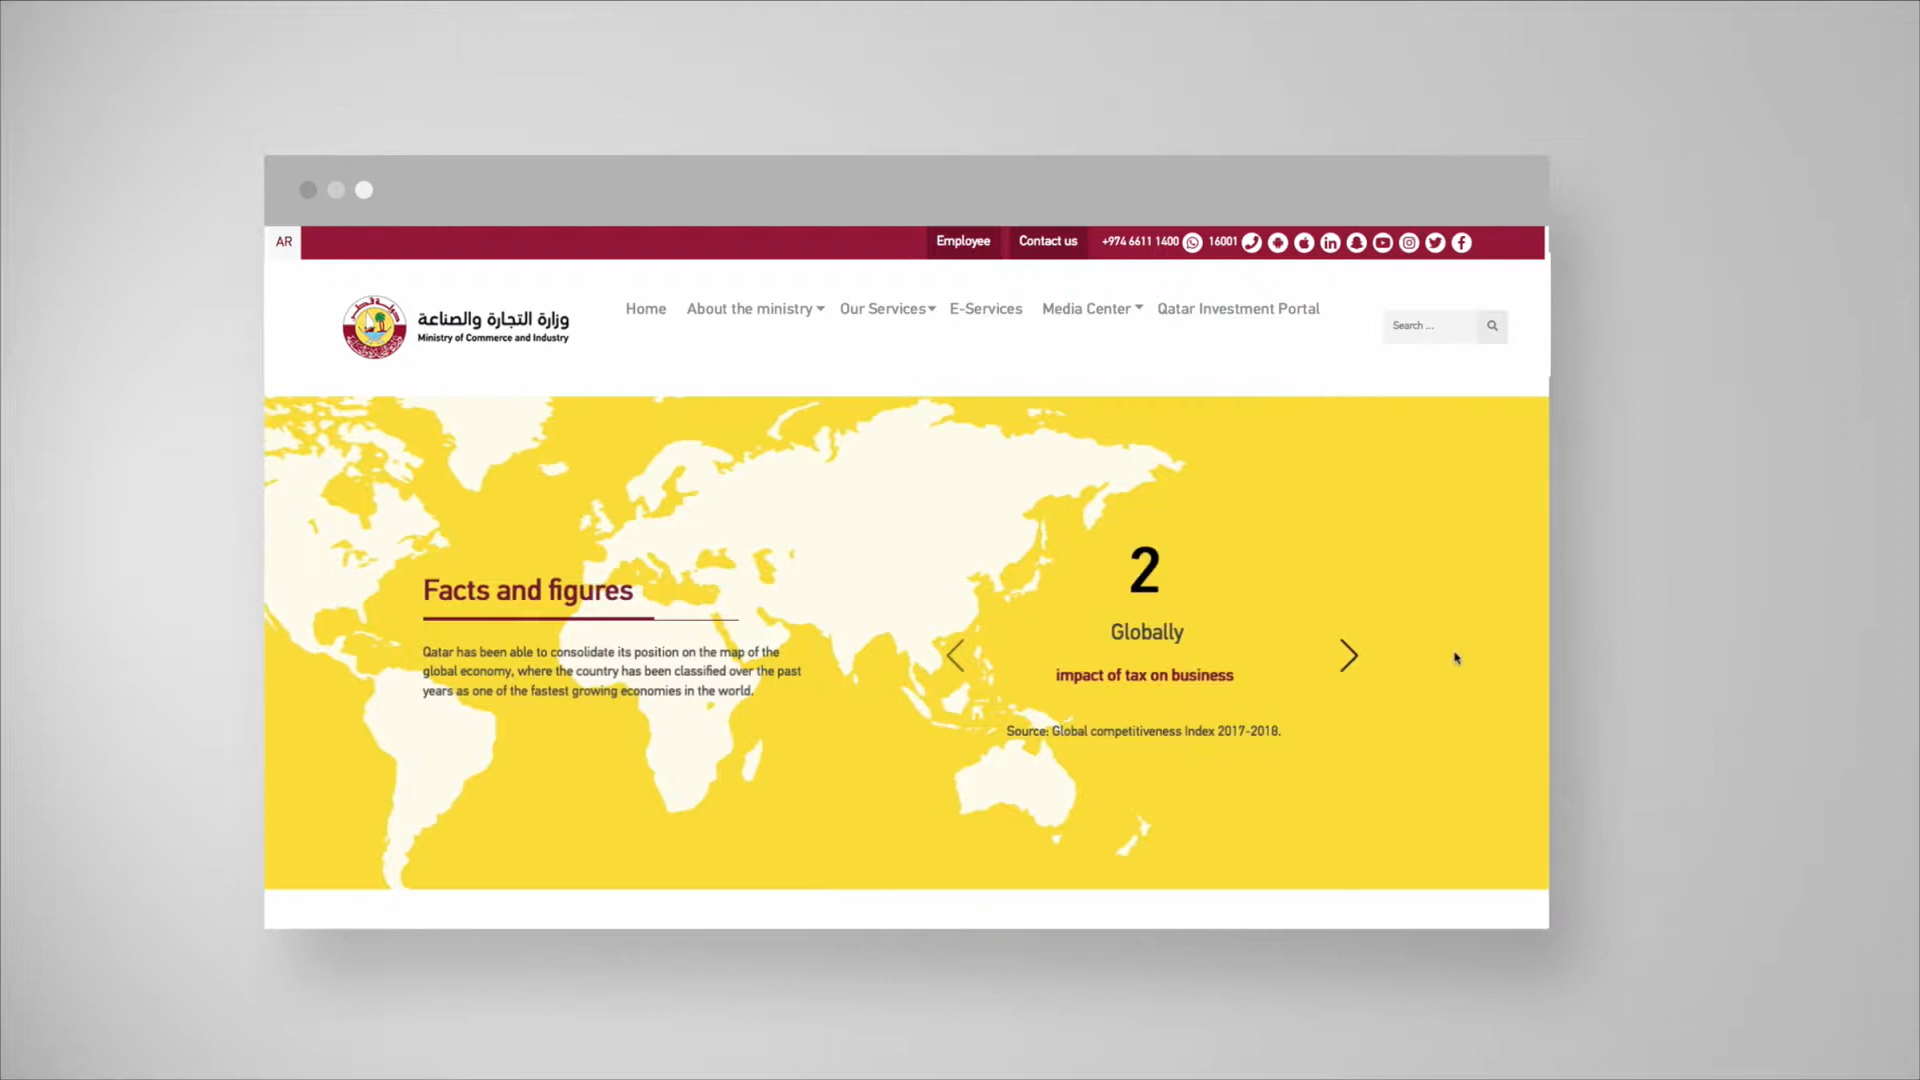 AR
Employee
Contact us
+974 6611 1400
16001
وزارة التجارة والصناعة
Ministry of Commerce and Industry
Home
About the ministry
Our Services
E-Services
Media Center
Qatar Investment Portal
Search ...
Facts and figures
Qatar has been able to consolidate its position on the map of the
global economy, where the country has been classified over the past
years as one of the fastest growing economies in the world.
2
Globally
impact of tax on business
Source: Global competitiveness Index 2017-2018.